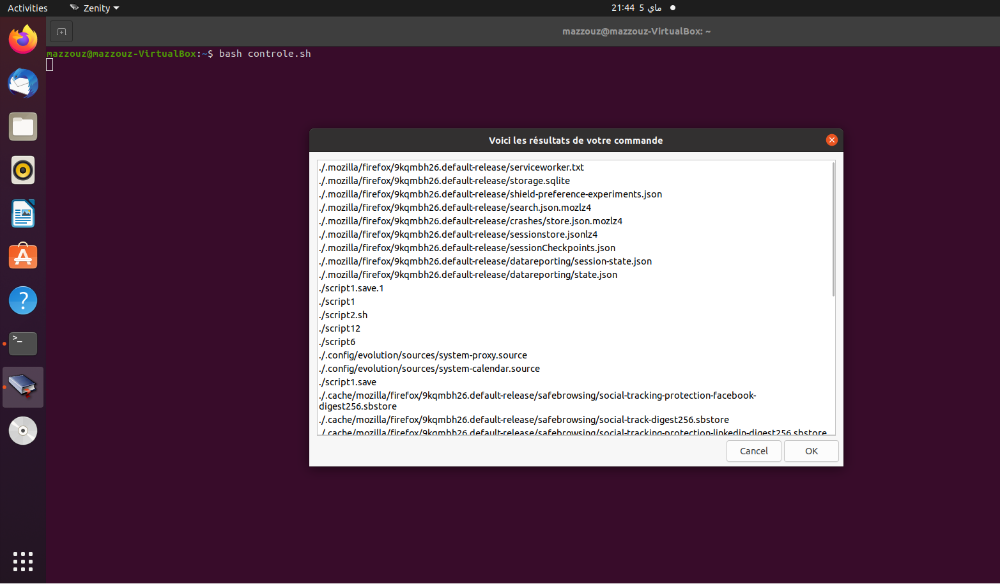 Activities
Zenity
21:44 5 ماي
mazzouz@mazzouz-VirtualBox: ~
mazzouz@mazzouz-VirtualBox:~$ bash controle.sh
Voici les résultats de votre commande
./.mozilla/firefox/9kqmbh26.default-release/serviceworker.txt
./.mozilla/firefox/9kqmbh26.default-release/storage.sqlite
./.mozilla/firefox/9kqmbh26.default-release/shield-preference-experiments.json
./.mozilla/firefox/9kqmbh26.default-release/search.json.mozlz4
./.mozilla/firefox/9kqmbh26.default-release/crashes/store.json.mozlz4
./.mozilla/firefox/9kqmbh26.default-release/sessionstore.jsonlz4
./.mozilla/firefox/9kqmbh26.default-release/sessionCheckpoints.json
./.mozilla/firefox/9kqmbh26.default-release/datareporting/session-state.json
./.mozilla/firefox/9kqmbh26.default-release/datareporting/state.json
./script1.save.1
./script1
./script2.sh
./script12
./script6
./.config/evolution/sources/system-proxy.source
./.config/evolution/sources/system-calendar.source
./script1.save
./.cache/mozilla/firefox/9kqmbh26.default-release/safebrowsing/social-tracking-protection-facebook-
digest256.sbstore
./.cache/mozilla/firefox/9kqmbh26.default-release/safebrowsing/social-track-digest256.sbstore
./.cache/mozilla/firefox/9kqmbh26.default-release/safebrowsing/social-tracking-protection-linkedin-digest256.sbstore
Cancel
OK